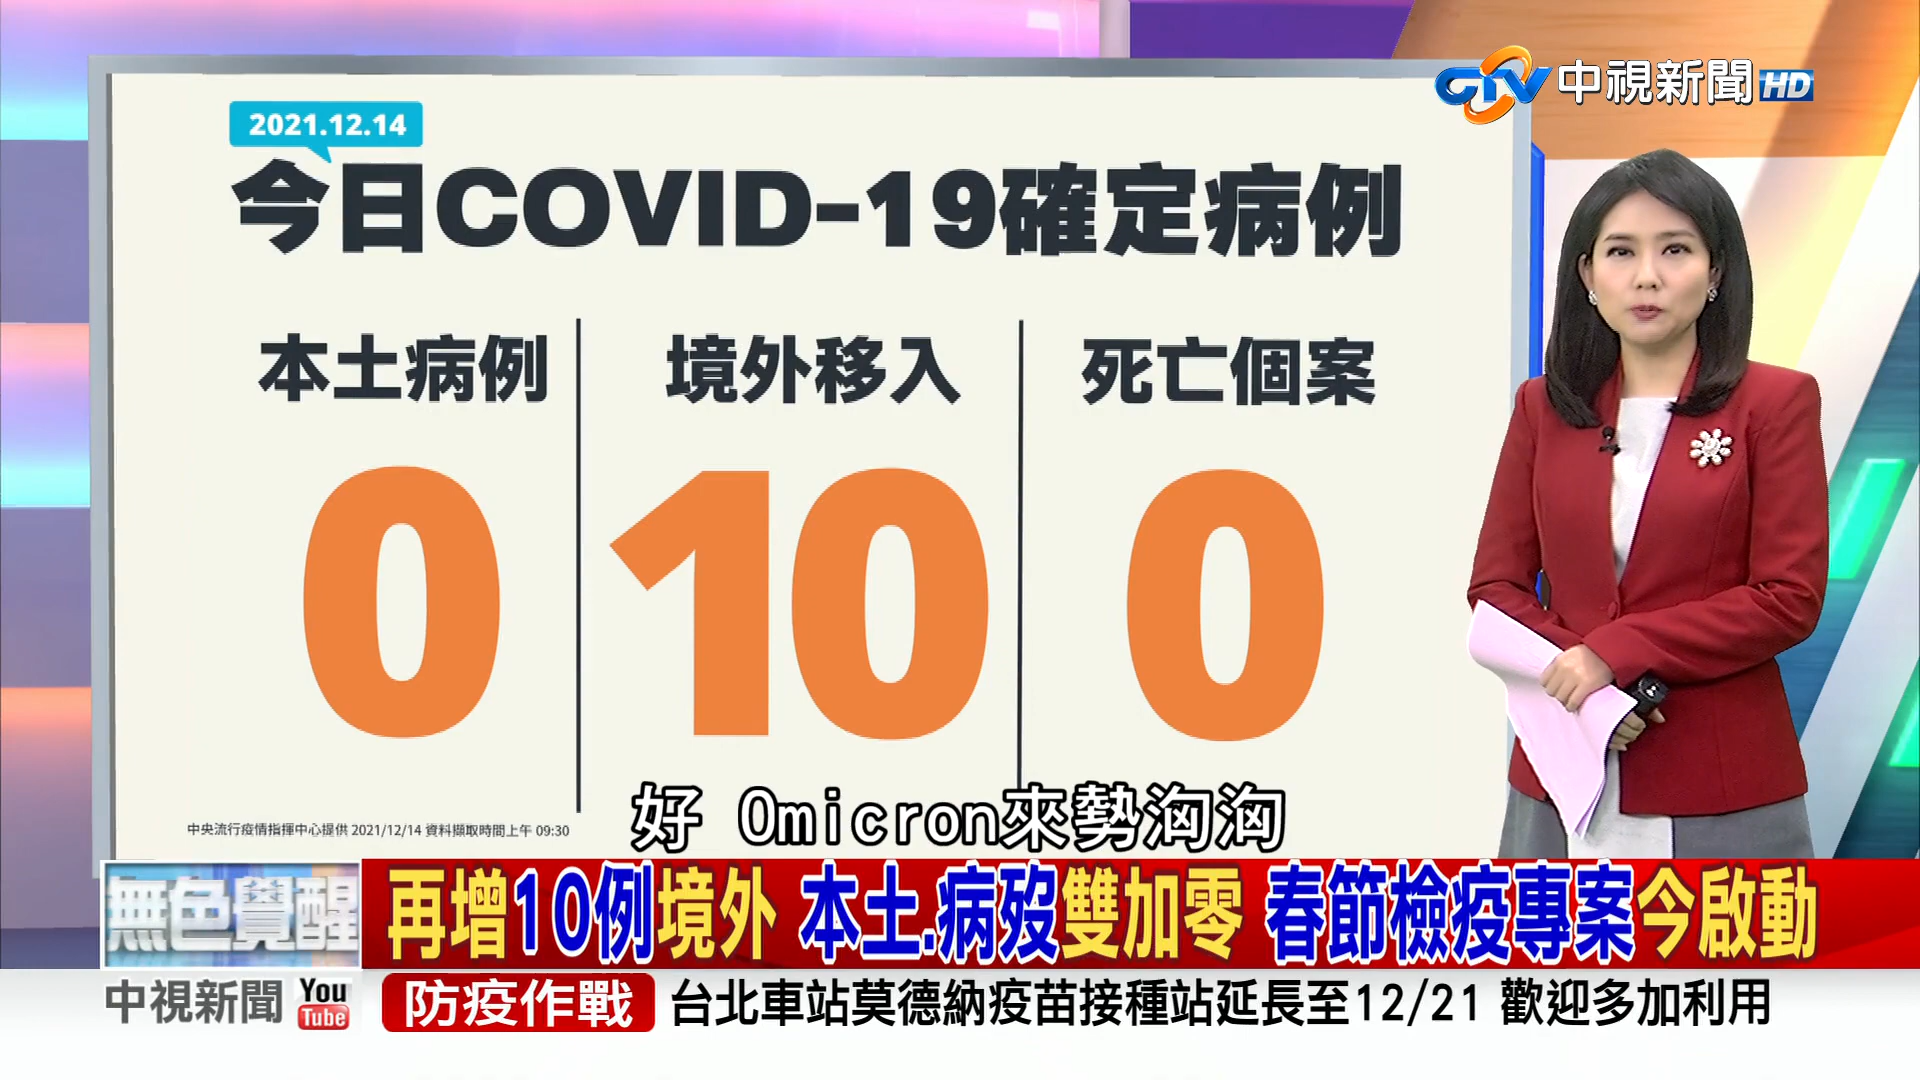 CTV中視新聞HD
2021.12.14
今日COVID-19確定病例
本土病例 境外移入 死亡個案
0 10 0
中央流行疫情指揮中心提供 2021/12/14 資料擷取時間上午 09:30
好 Omicron來勢洶洶
無色覺醒
再增10例境外 本土.病歿雙加零 春節檢疫專案今啟動
中視新聞 YouTube
防疫作戰 台北車站莫德納疫苗接種站延長至12/21 歡迎多加利用